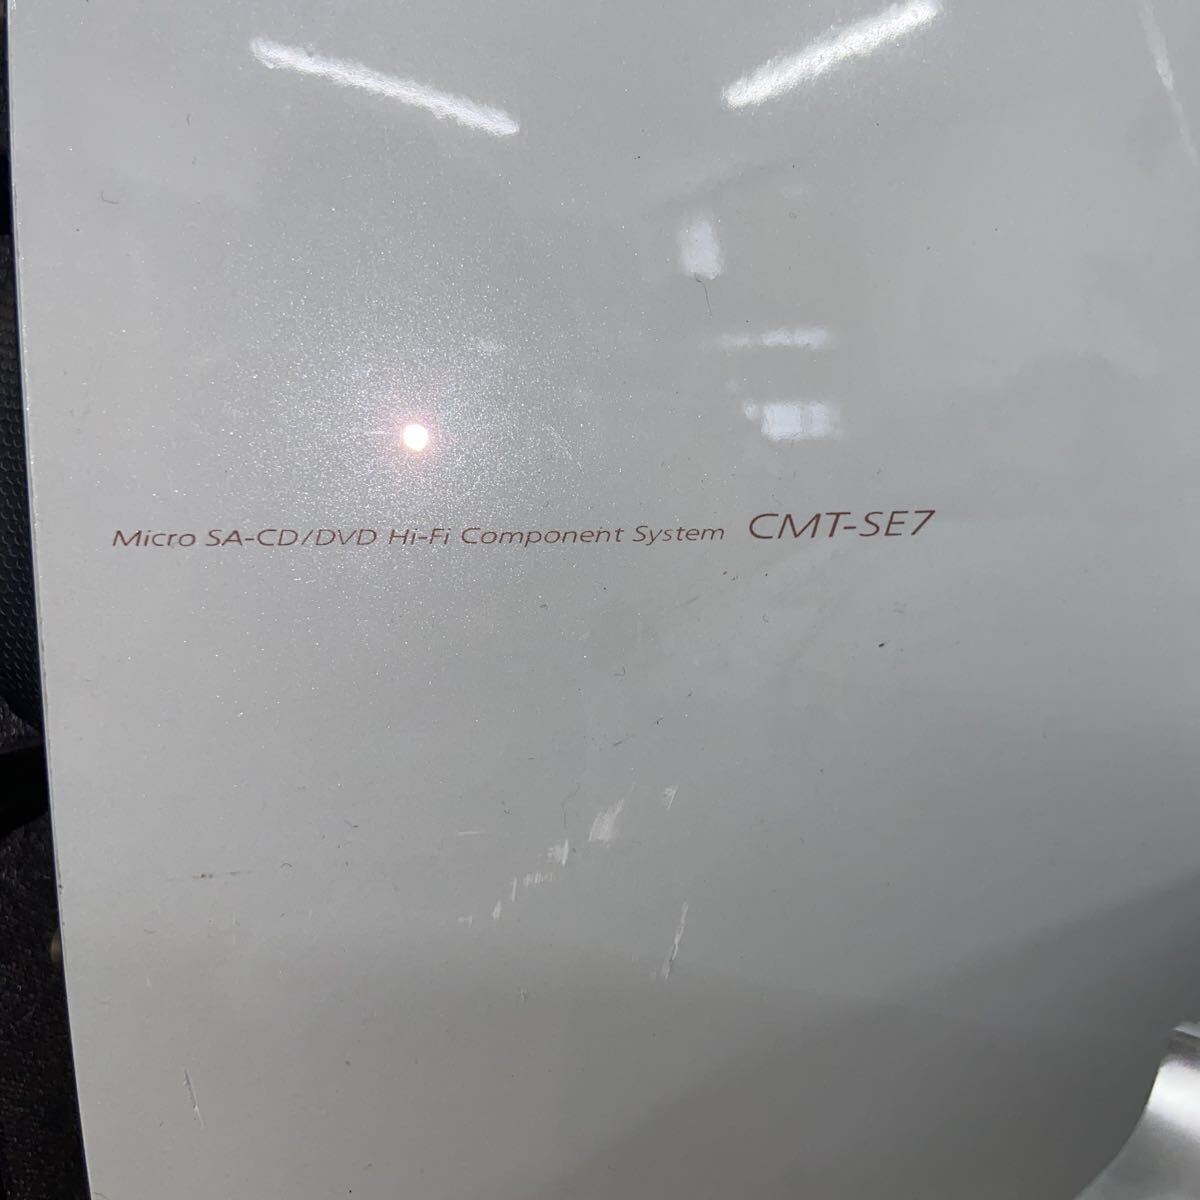 Micro SA-CD/DVD Hi-Fi Component System CMT-SE7